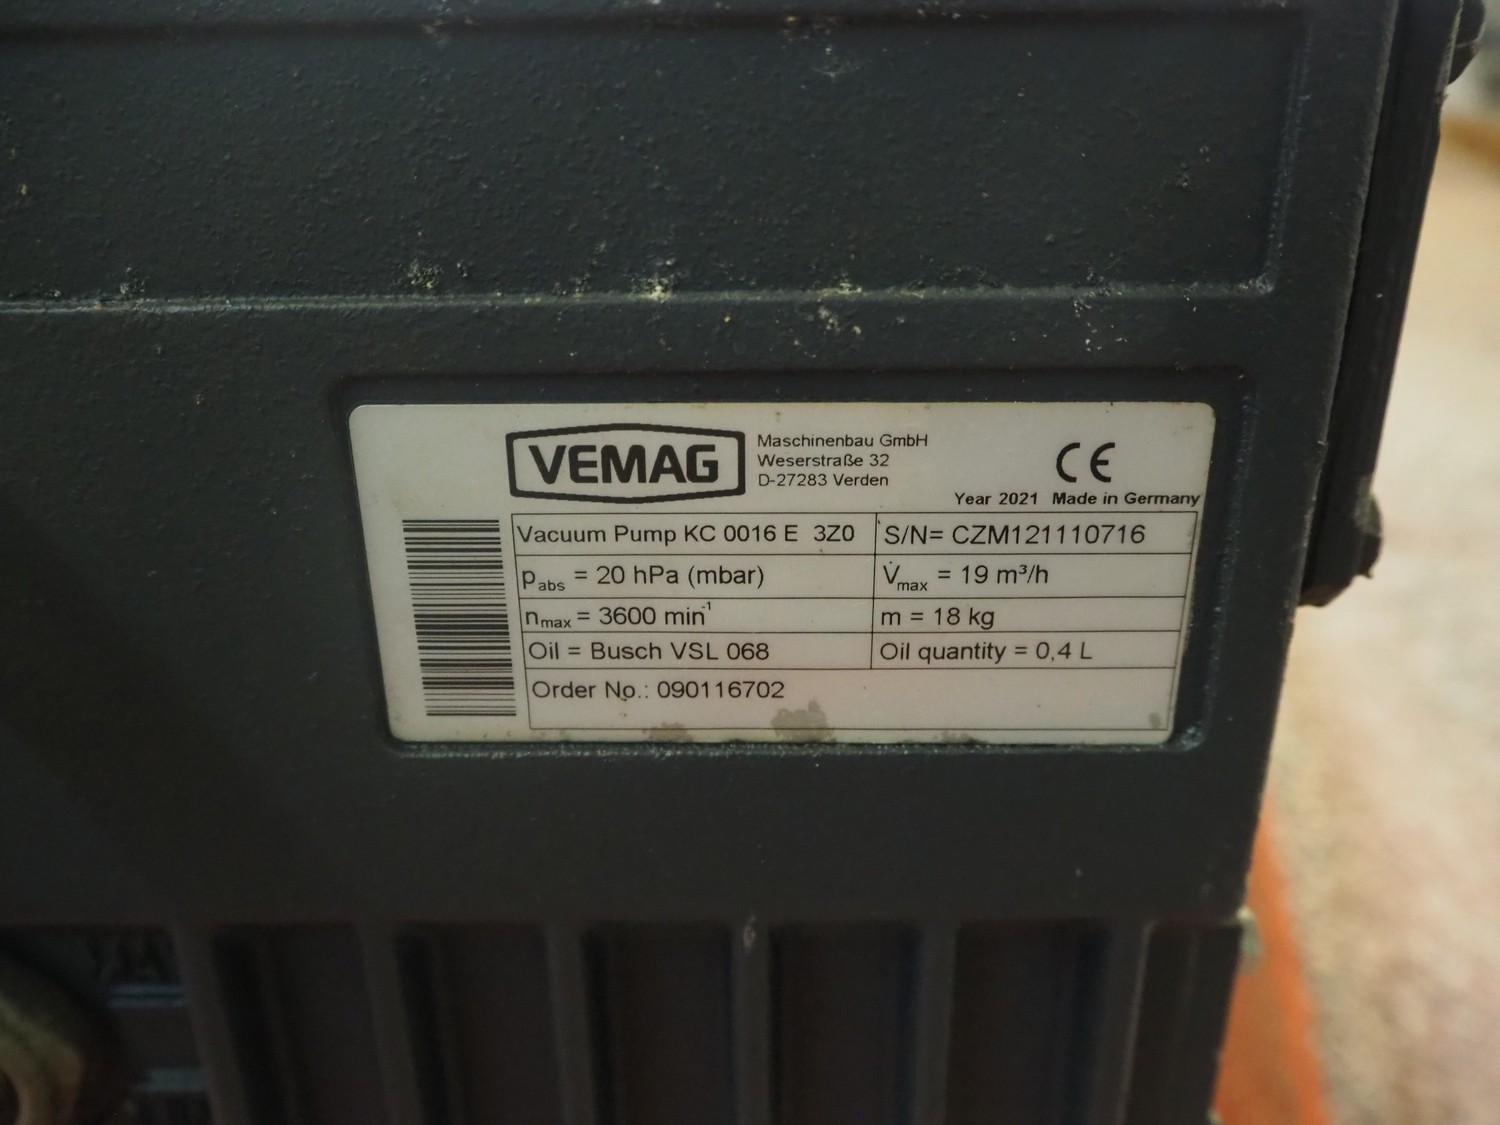 VEMAG
Maschinenbau GmbH
Weserstraße 32
D-27283 Verden
CE
Year 2021 Made in Germany
Vacuum Pump KC 0016 E 3Z0
S/N= CZM121110716
pabs = 20 hPa (mbar)
V̇max = 19 m³/h
nmax = 3600 min⁻¹
m = 18 kg
Oil = Busch VSL 068
Oil quantity = 0,4 L
Order No.: 090116702